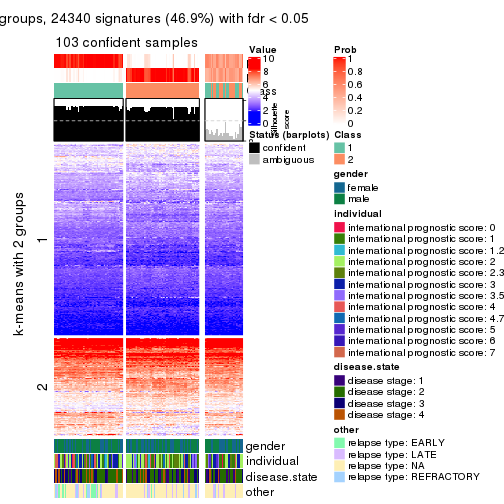 groups, 24340 signatures (46.9%) with fdr < 0.05
103 confident samples
k-means with 2 groups
1
2
gender
individual
disease.state
other
Value
10
8
6
4
2
0
Silhouette
score
Status (barplots)
confident
ambiguous
Prob
1
0.8
0.6
0.4
0.2
0
Class
1
2
gender
female
male
individual
international prognostic score: 0
international prognostic score: 1
international prognostic score: 1.2
international prognostic score: 2
international prognostic score: 2.3
international prognostic score: 3
international prognostic score: 3.5
international prognostic score: 4
international prognostic score: 4.7
international prognostic score: 5
international prognostic score: 6
international prognostic score: 7
disease.state
disease stage: 1
disease stage: 2
disease stage: 3
disease stage: 4
other
relapse type: EARLY
relapse type: LATE
relapse type: NA
relapse type: REFRACTORY